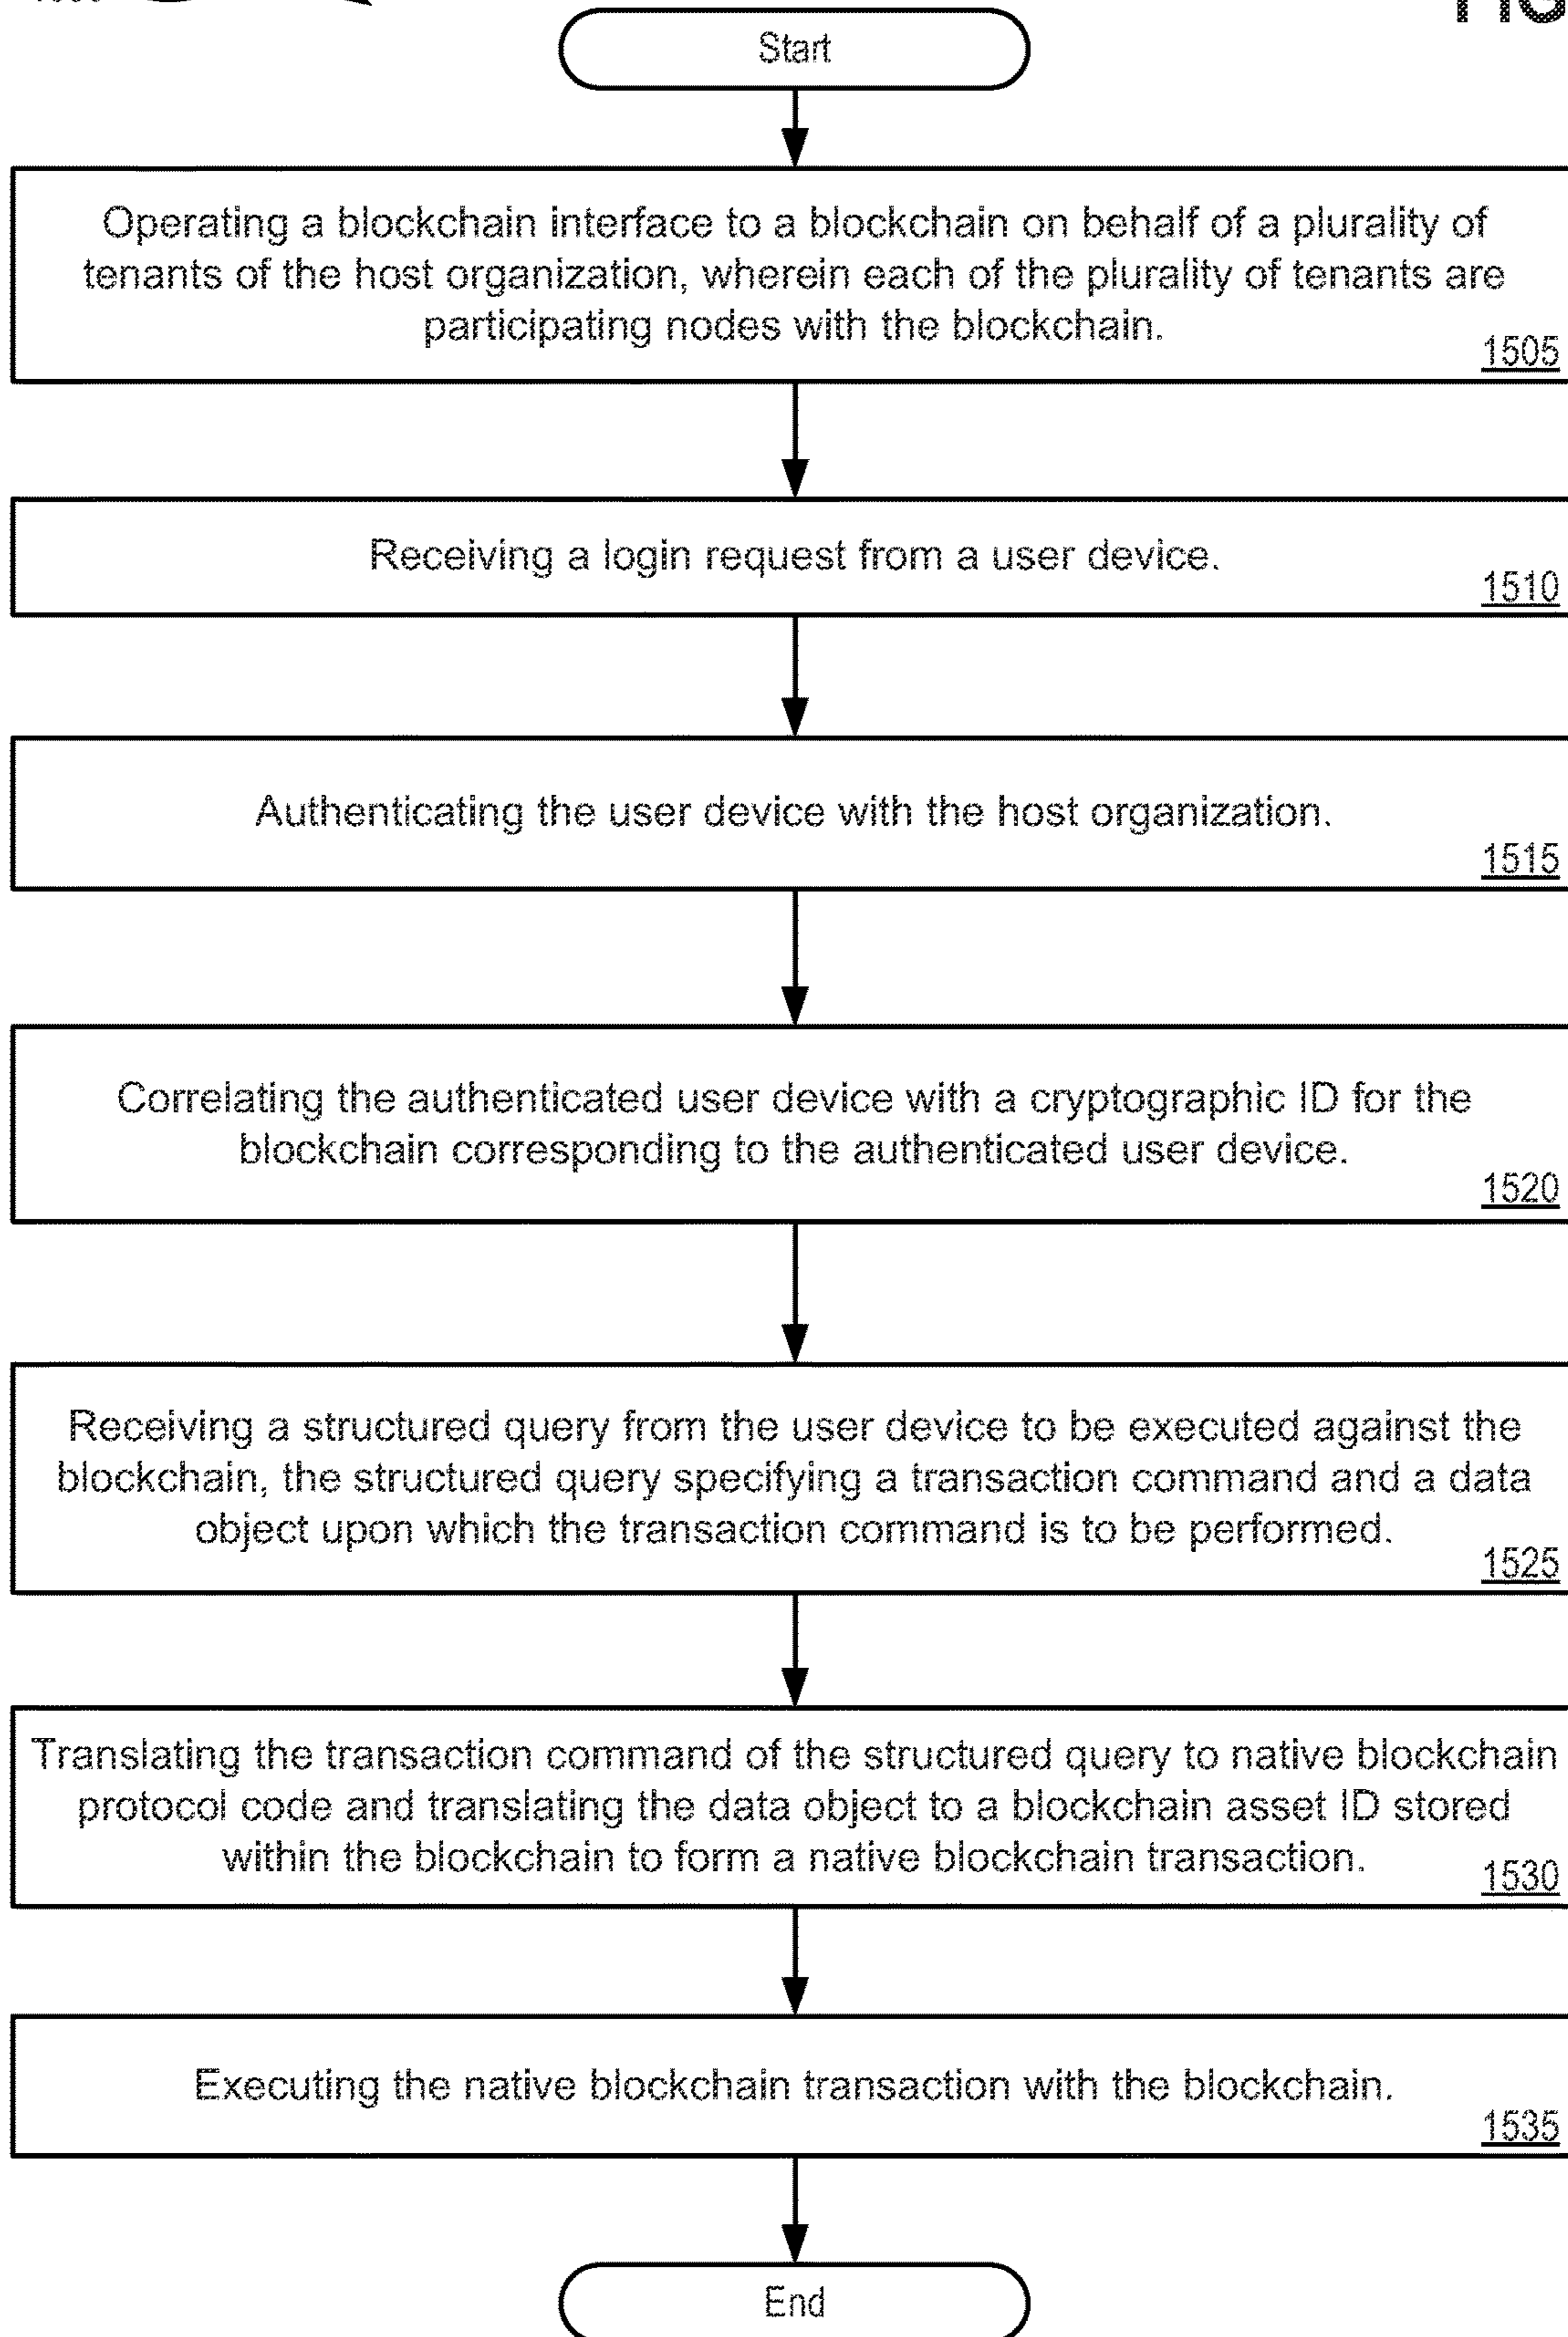 FIG
Start
Operating a blockchain interface to a blockchain on behalf of a plurality of
tenants of the host organization, wherein each of the plurality of tenants are
participating nodes with the blockchain.
1505
Receiving a login request from a user device.
1510
Authenticating the user device with the host organization.
1515
Correlating the authenticated user device with a cryptographic ID for the
blockchain corresponding to the authenticated user device.
1520
Receiving a structured query from the user device to be executed against the
blockchain, the structured query specifying a transaction command and a data
object upon which the transaction command is to be performed.
1525
Translating the transaction command of the structured query to native blockchain
protocol code and translating the data object to a blockchain asset ID stored
within the blockchain to form a native blockchain transaction.
1530
Executing the native blockchain transaction with the blockchain.
1535
End